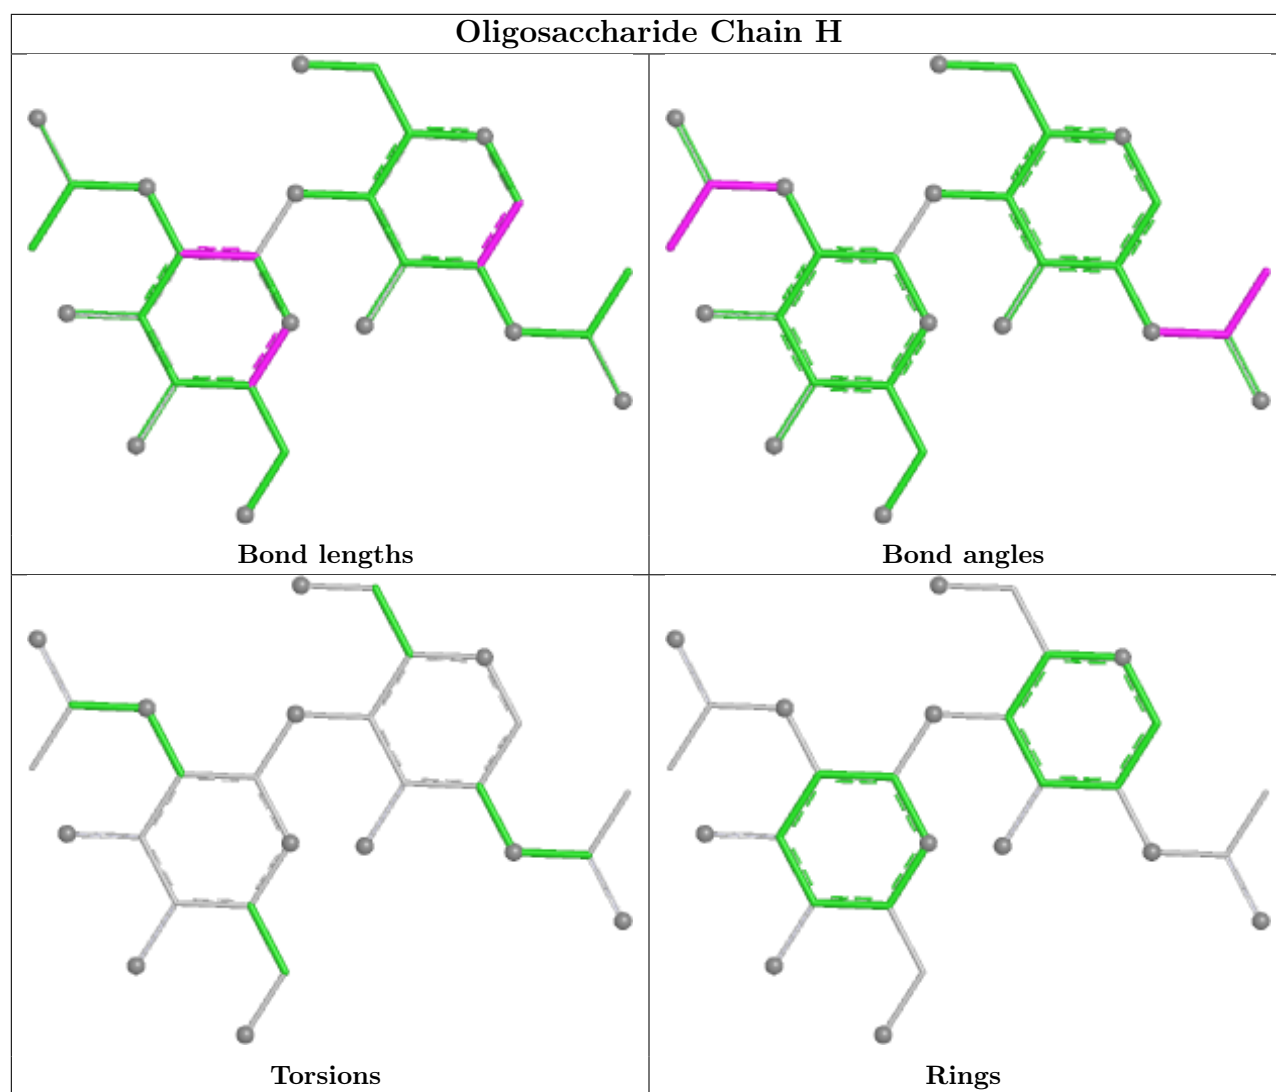 Oligosaccharide Chain H
Bond lengths
Bond angles
Torsions
Rings